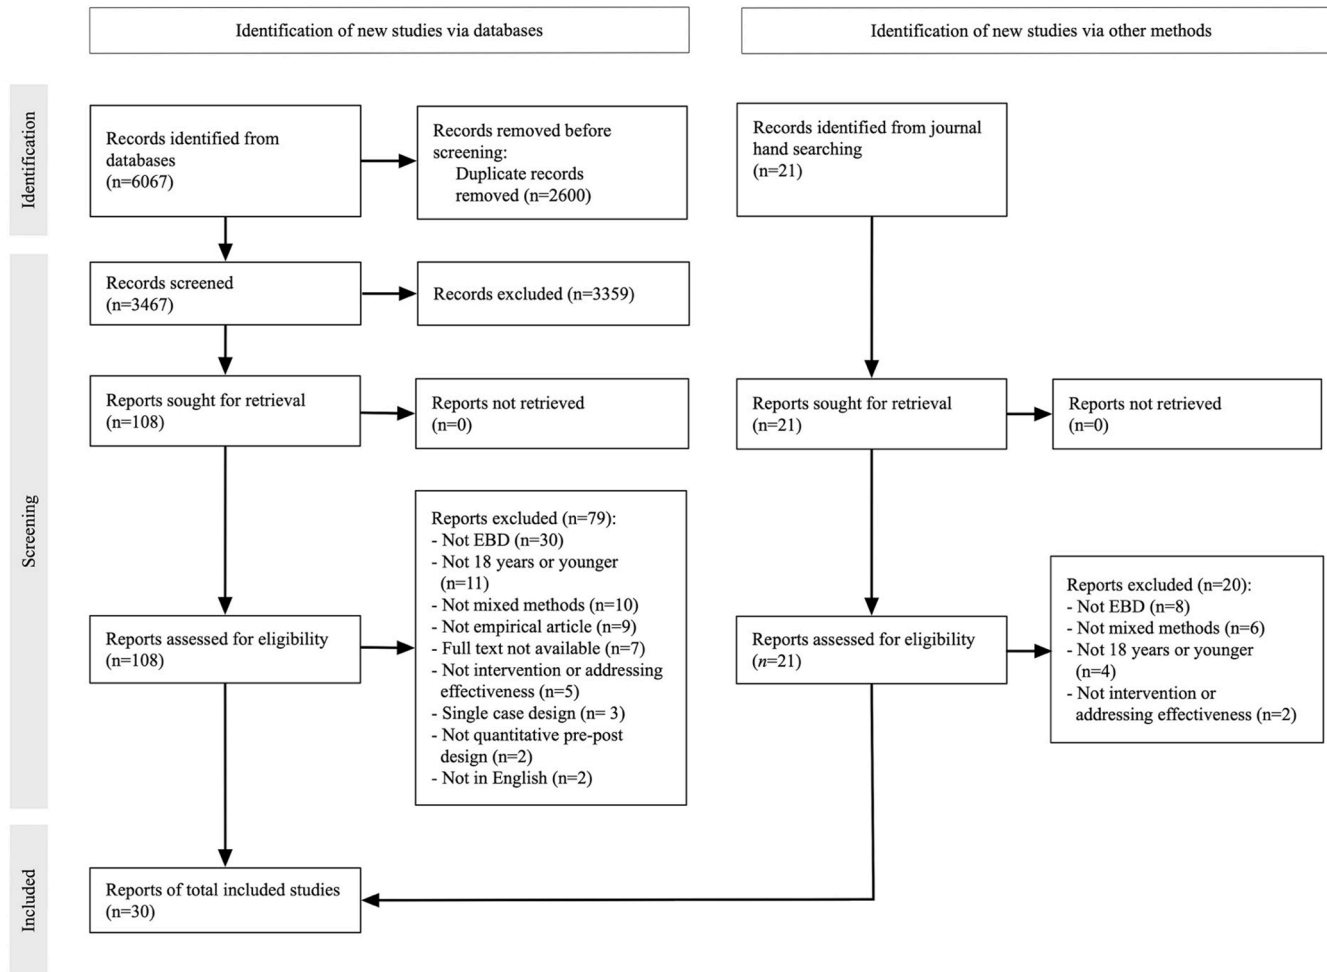 Identification of new studies via databases
Identification of new studies via other methods
Identification
Records identified from
databases
(n=6067)
Records removed before
screening:
Duplicate records
removed (n=2600)
Records identified from journal
hand searching
(n=21)
Screening
Records screened
(n=3467)
Records excluded (n=3359)
Reports sought for retrieval
(n=108)
Reports not retrieved
(n=0)
Reports sought for retrieval
(n=21)
Reports not retrieved
(n=0)
Reports assessed for eligibility
(n=108)
Reports excluded (n=79):
- Not EBD (n=30)
- Not 18 years or younger
(n=11)
- Not mixed methods (n=10)
- Not empirical article (n=9)
- Full text not available (n=7)
- Not intervention or addressing
effectiveness (n=5)
- Single case design (n= 3)
- Not quantitative pre-post
design (n=2)
- Not in English (n=2)
Reports assessed for eligibility
(n=21)
Reports excluded (n=20):
- Not EBD (n=8)
- Not mixed methods (n=6)
- Not 18 years or younger
(n=4)
- Not intervention or
addressing effectiveness (n=2)
Included
Reports of total included studies
(n=30)